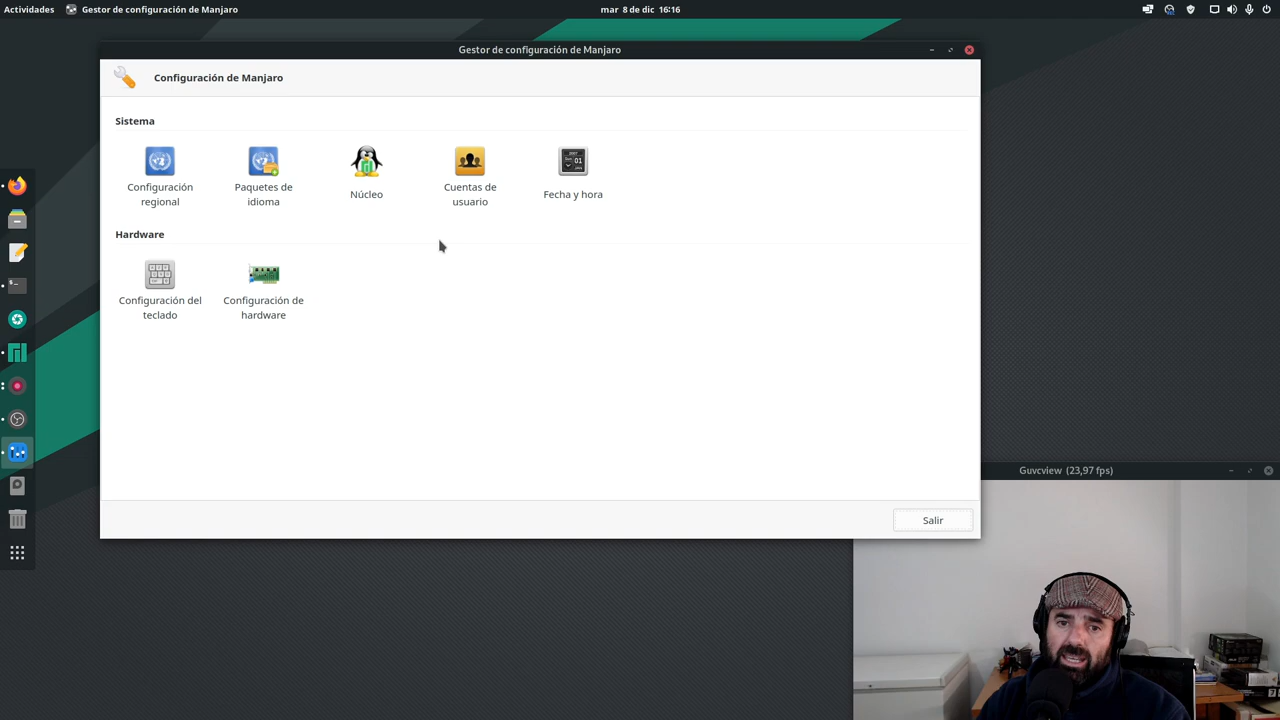 Actividades
Gestor de configuración de Manjaro
mar 8 de dic 16:16
Gestor de configuración de Manjaro
Configuración de Manjaro
Sistema
Configuración
regional
Paquetes de
idioma
Núcleo
Cuentas de
usuario
Fecha y hora
Hardware
Configuración del
teclado
Configuración de
hardware
Salir
Guvcview (23,97 fps)